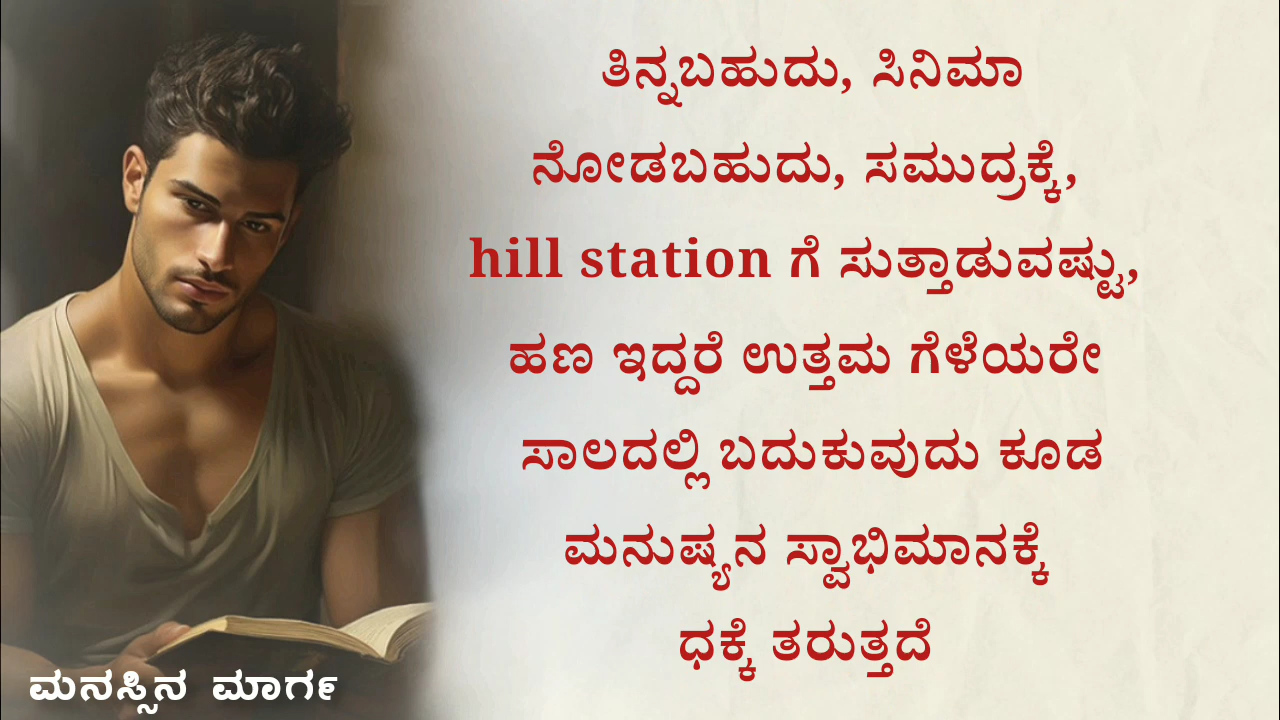 ತಿನ್ನಬಹುದು, ಸಿನಿಮಾ
ನೋಡಬಹುದು, ಸಮುದ್ರಕ್ಕೆ,
hill station ಗೆ ಸುತ್ತಾಡುವಷ್ಟು,
ಹಣ ಇದ್ದರೆ ಉತ್ತಮ ಗೆಳೆಯರೇ
ಸಾಲದಲ್ಲಿ ಬದುಕುವುದು ಕೂಡ
ಮನುಷ್ಯನ ಸ್ವಾಭಿಮಾನಕ್ಕೆ
ಧಕ್ಕೆ ತರುತ್ತದೆ
ಮನಸ್ಸಿನ ಮಾಗ೯